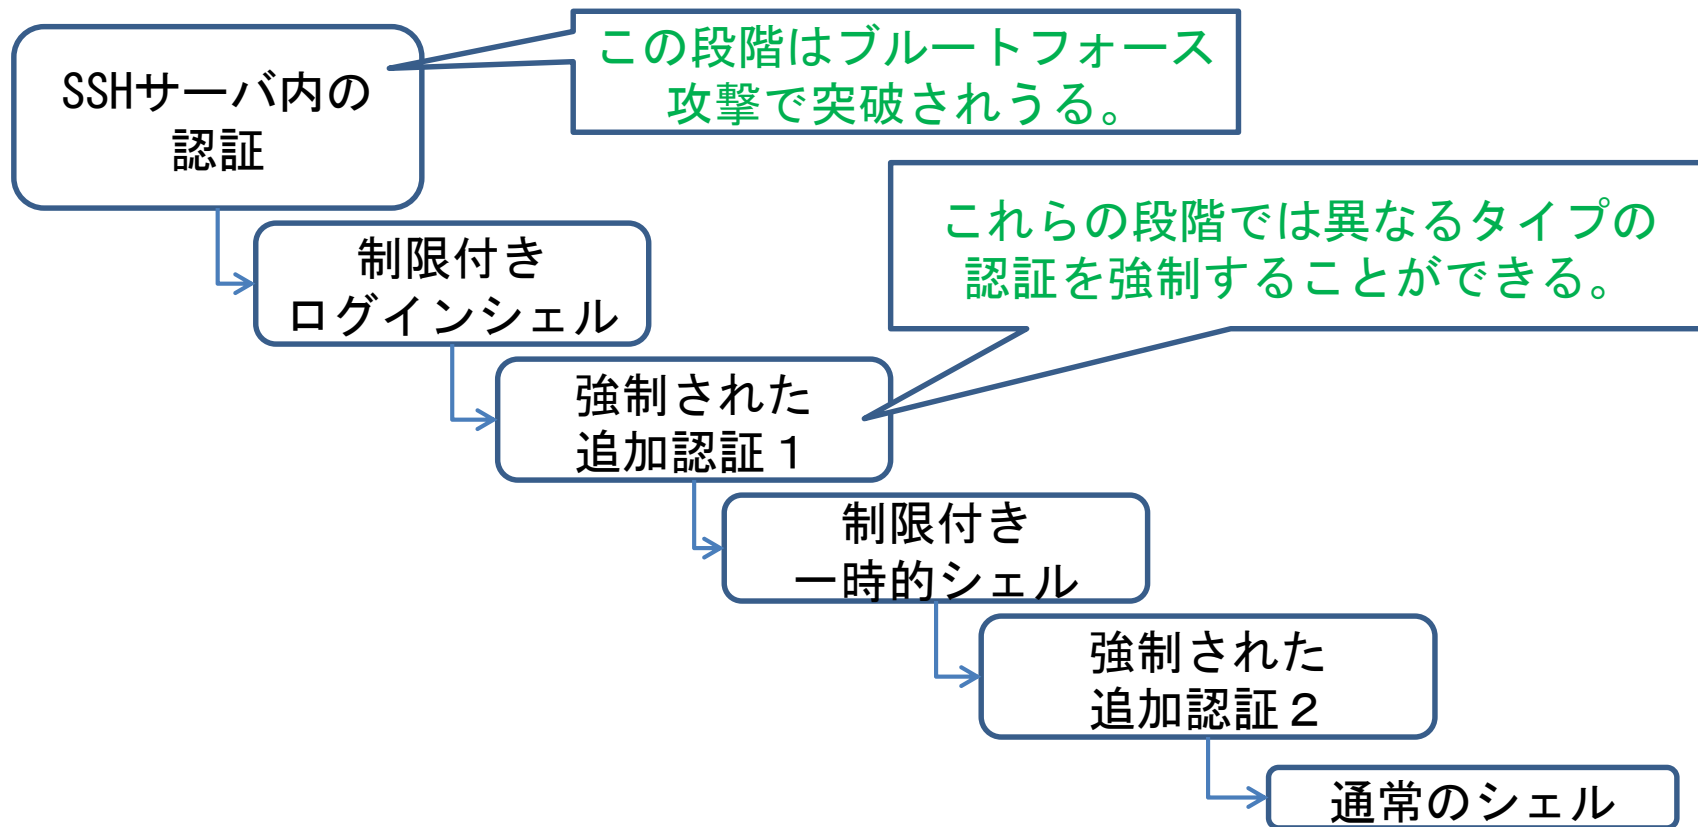 SSHサーバ内の
認証
この段階はブルートフォース
攻撃で突破されうる。
制限付き
ログインシェル
これらの段階では異なるタイプの
認証を強制することができる。
強制された
追加認証１
制限付き
一時的シェル
強制された
追加認証２
通常のシェル